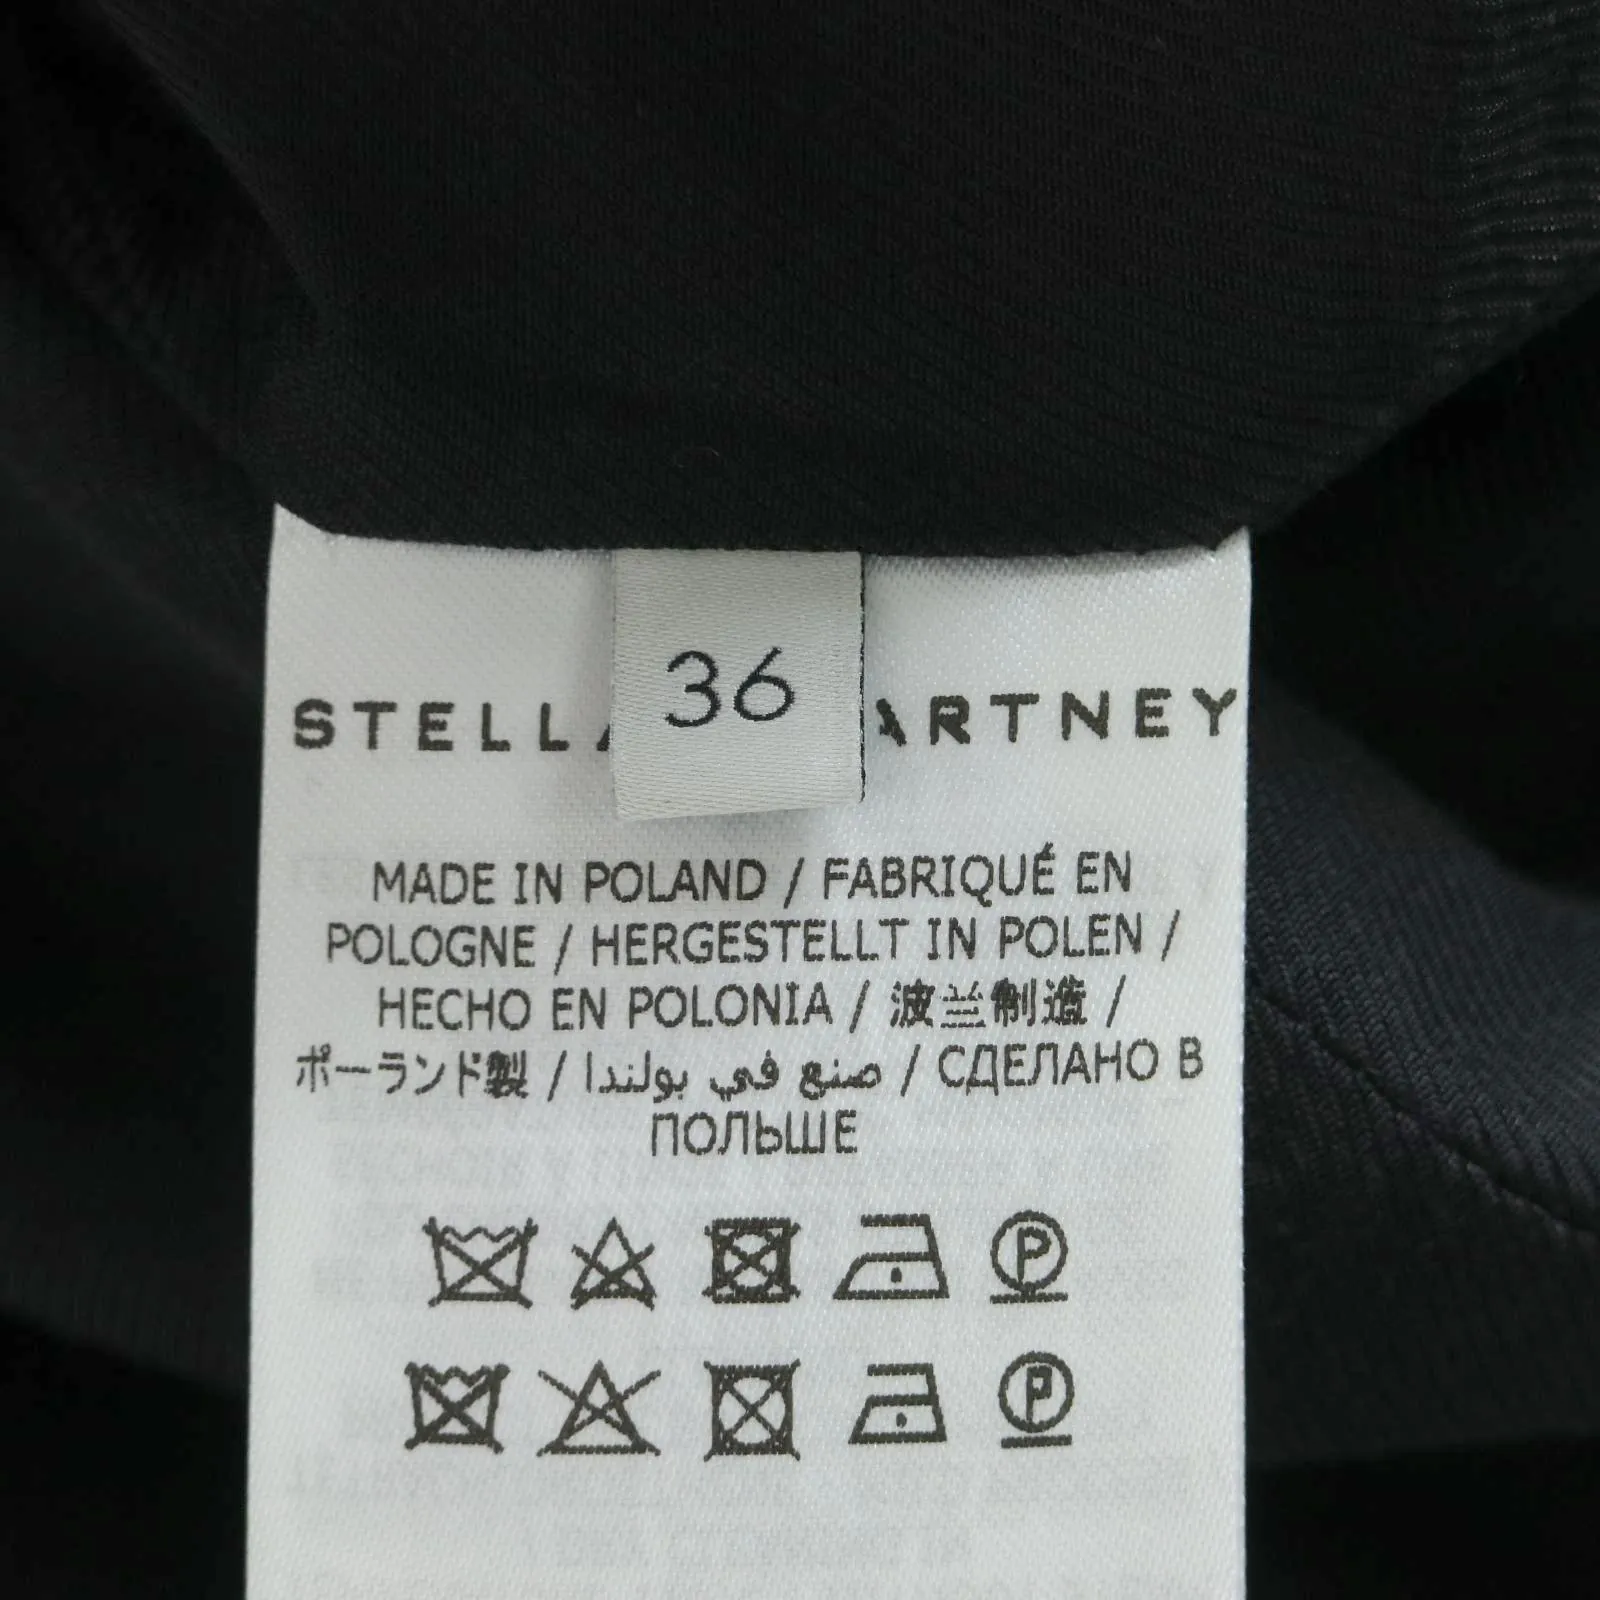 36
STELLA ARTNEY
MADE IN POLAND / FABRIQUÉ EN
POLOGNE / HERGESTELLT IN POLEN /
HECHO EN POLONIA / 波兰制造 /
ポーランド製 / صنع في بولندا / СДЕЛАНО В
ПОЛЬШЕ